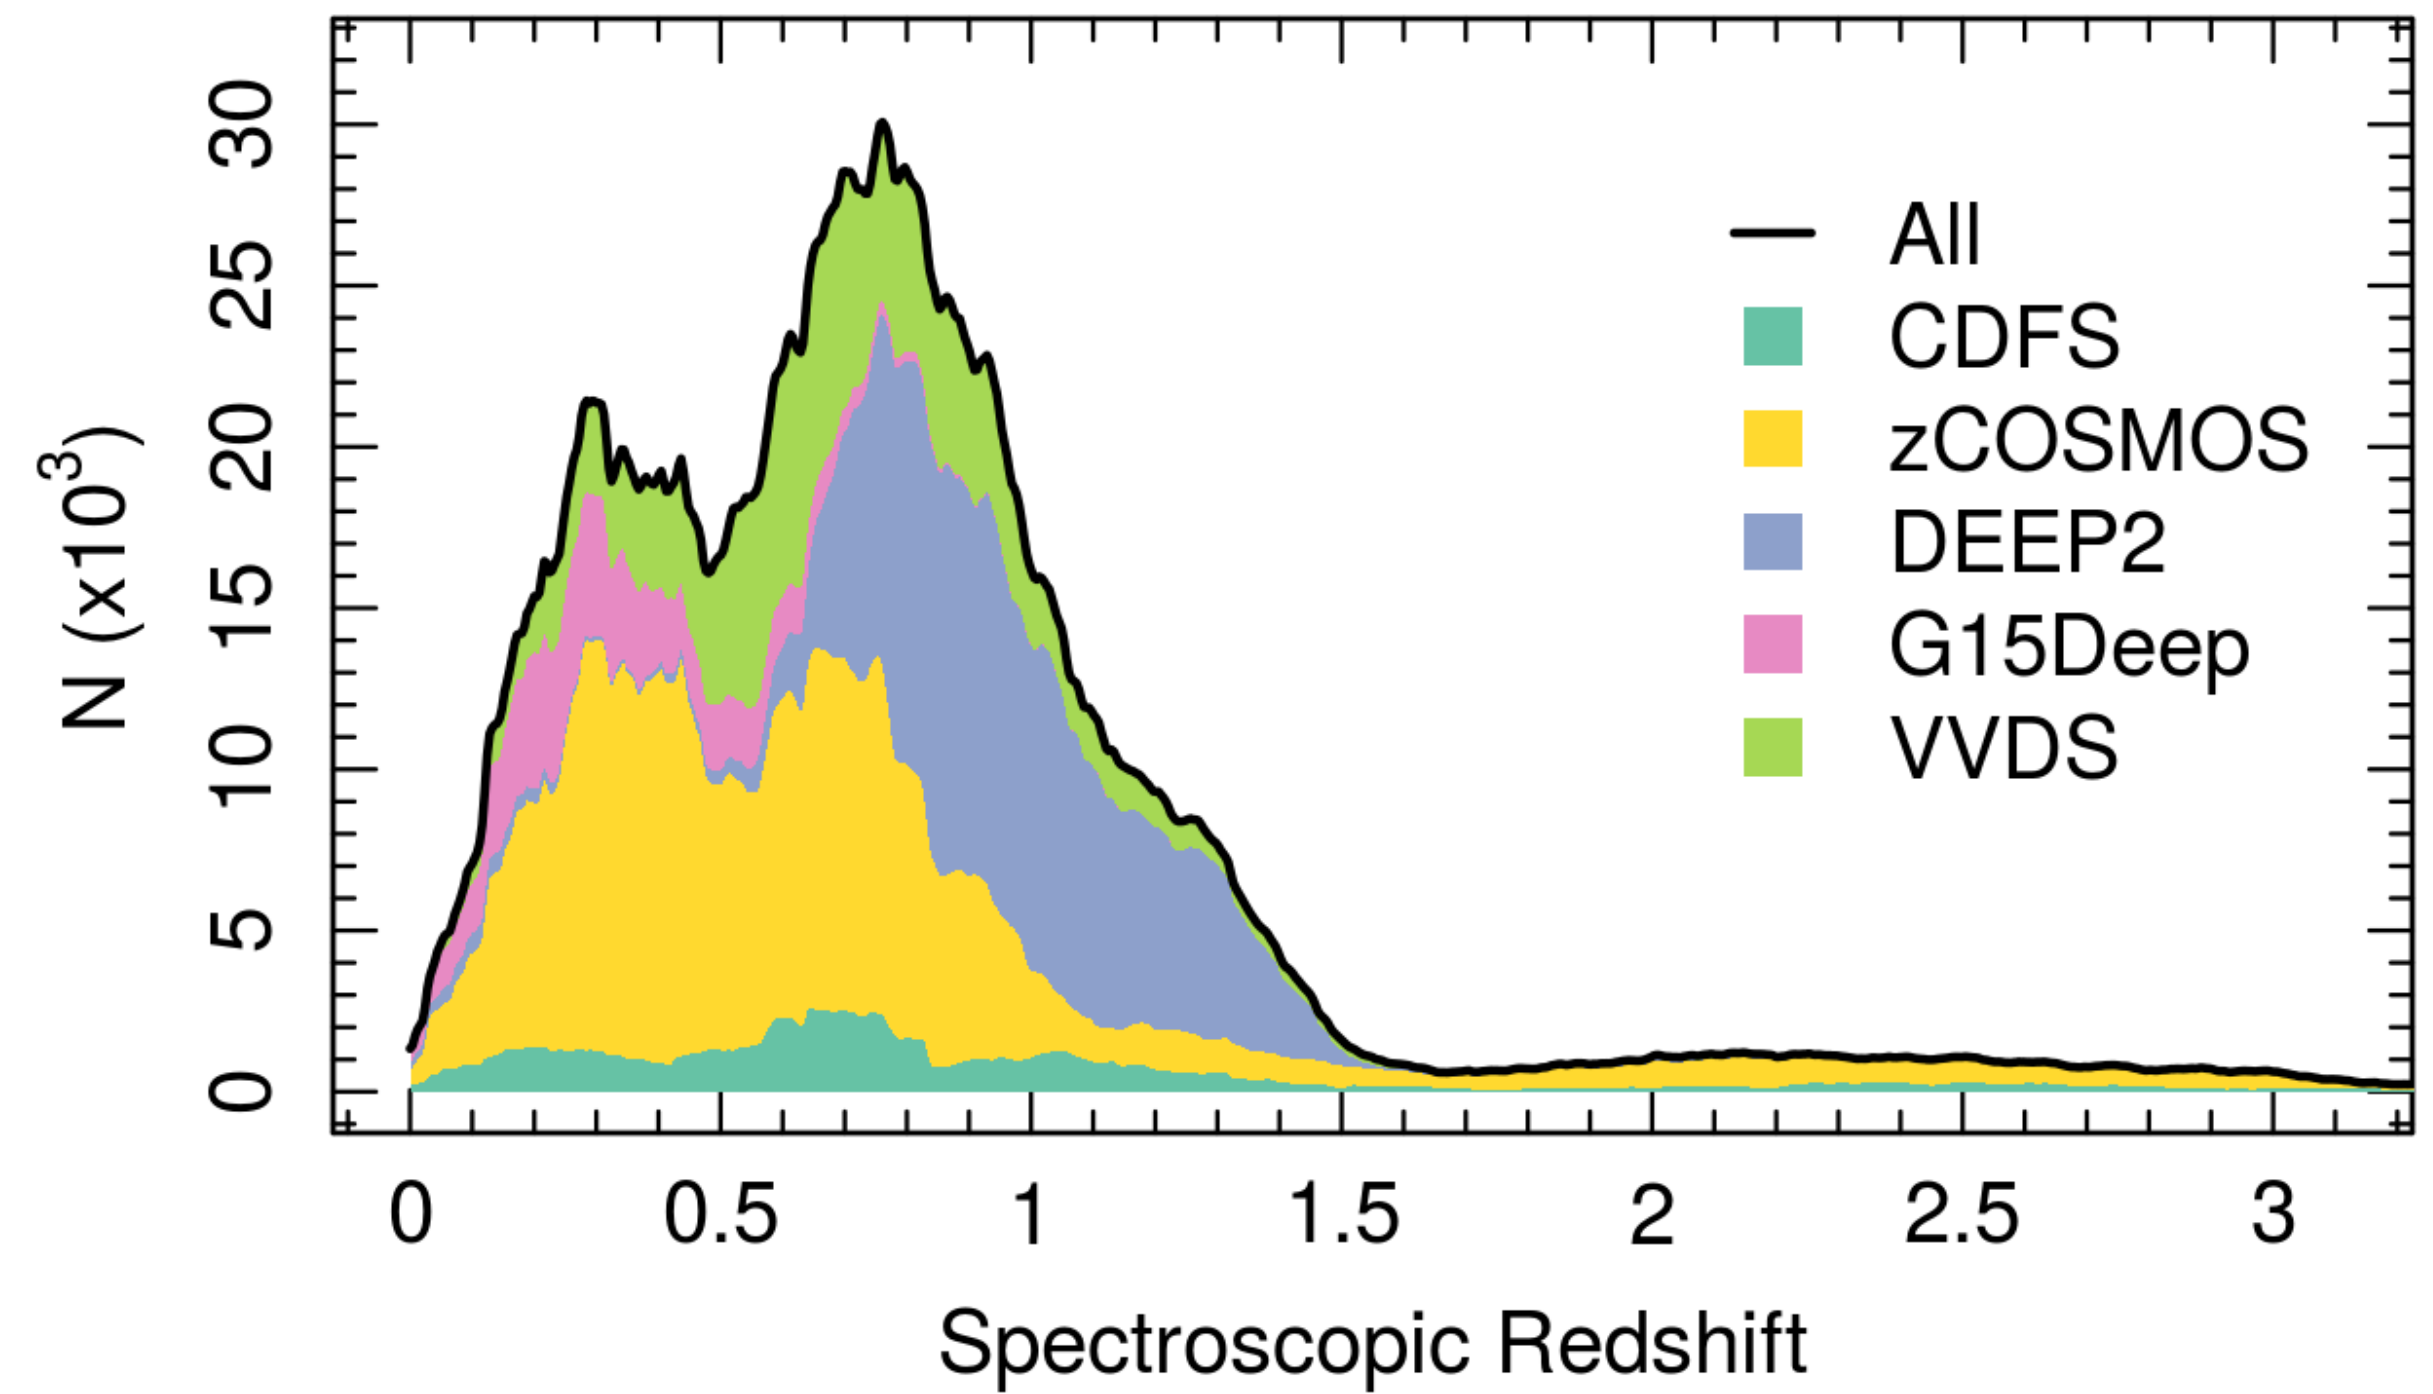 N (x10³)
30
25
20
15
10
5
0
All
CDFS
zCOSMOS
DEEP2
G15Deep
VVDS
0 0.5 1 1.5 2 2.5 3
Spectroscopic Redshift